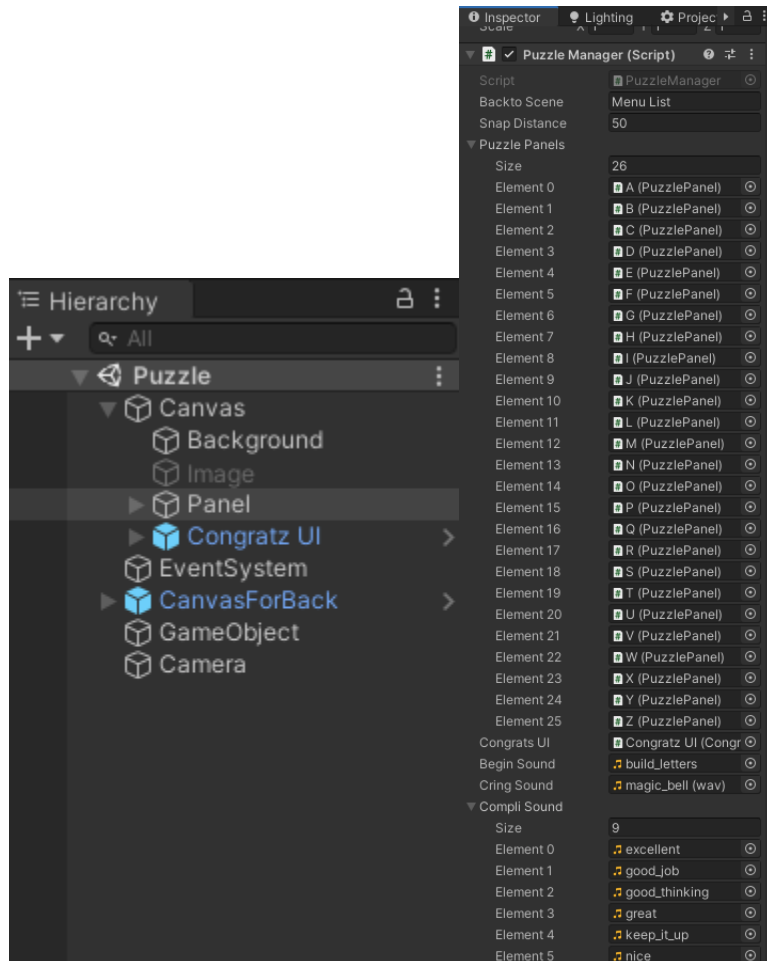 Hierarchy
All
Puzzle
Canvas
Background
Image
Panel
Congratz UI
EventSystem
CanvasForBack
GameObject
Camera
Inspector Lighting Projec
Scale X 1 Y 1 Z 1
Puzzle Manager (Script)
Script PuzzleManager
Backto Scene Menu List
Snap Distance 50
Puzzle Panels
Size 26
Element 0 A (PuzzlePanel)
Element 1 B (PuzzlePanel)
Element 2 C (PuzzlePanel)
Element 3 D (PuzzlePanel)
Element 4 E (PuzzlePanel)
Element 5 F (PuzzlePanel)
Element 6 G (PuzzlePanel)
Element 7 H (PuzzlePanel)
Element 8 I (PuzzlePanel)
Element 9 J (PuzzlePanel)
Element 10 K (PuzzlePanel)
Element 11 L (PuzzlePanel)
Element 12 M (PuzzlePanel)
Element 13 N (PuzzlePanel)
Element 14 O (PuzzlePanel)
Element 15 P (PuzzlePanel)
Element 16 Q (PuzzlePanel)
Element 17 R (PuzzlePanel)
Element 18 S (PuzzlePanel)
Element 19 T (PuzzlePanel)
Element 20 U (PuzzlePanel)
Element 21 V (PuzzlePanel)
Element 22 W (PuzzlePanel)
Element 23 X (PuzzlePanel)
Element 24 Y (PuzzlePanel)
Element 25 Z (PuzzlePanel)
Congrats UI Congratz UI (Congr
Begin Sound build_letters
Cring Sound magic_bell (wav)
Compli Sound
Size 9
Element 0 excellent
Element 1 good_job
Element 2 good_thinking
Element 3 great
Element 4 keep_it_up
Element 5 nice